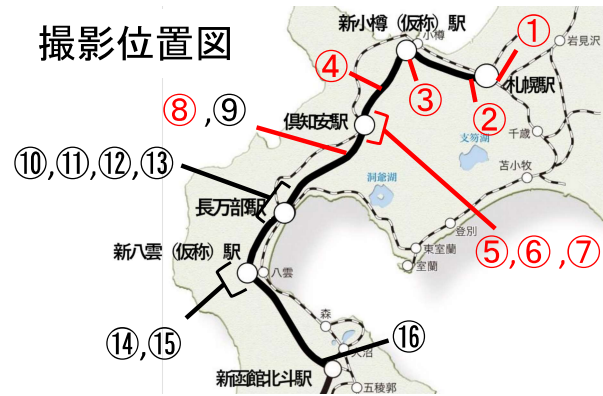 撮影位置図
新小樽（仮称）駅
小樽
①
岩見沢
④
札幌駅
③
②
⑧,⑨
倶知安駅
千歳
支笏湖
⑩,⑪,⑫,⑬
苫小牧
洞爺湖
長万部駅
登別
新八雲（仮称）駅
東室蘭
室蘭
⑤,⑥,⑦
八雲
⑭,⑮
森
⑯
大沼
新函館北斗駅
五稜郭